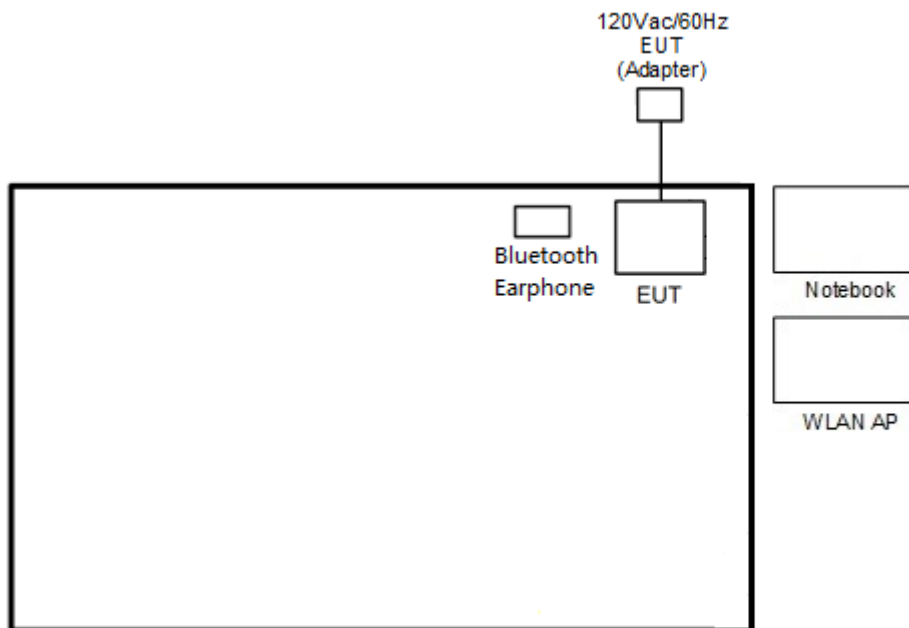 120Vac/60Hz
EUT
(Adapter)
Bluetooth
Earphone
EUT
Notebook
WLAN AP